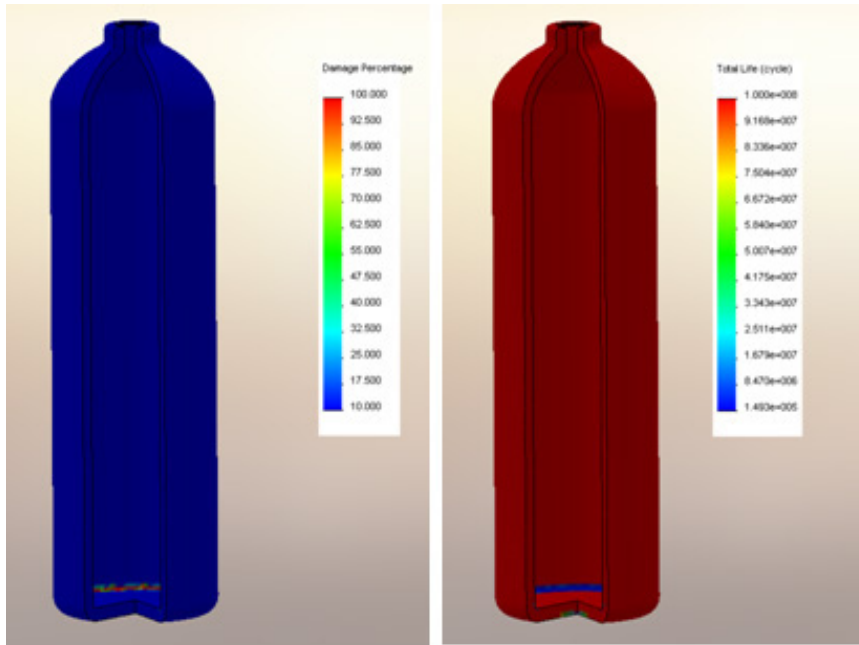 Damage Percentage
100.000
92.500
85.000
77.500
70.000
62.500
55.000
47.500
40.000
32.500
25.000
17.500
10.000
Total Life (cycle)
1.000e+008
9.168e+007
8.336e+007
7.504e+007
6.672e+007
5.840e+007
5.007e+007
4.175e+007
3.343e+007
2.511e+007
1.679e+007
8.470e+006
1.493e+005